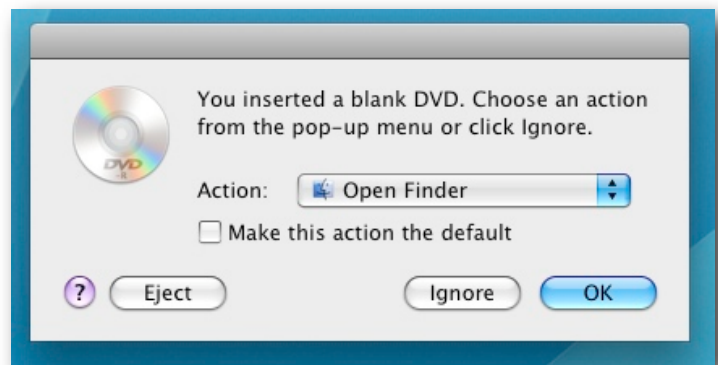 You inserted a blank DVD. Choose an action
from the pop-up menu or click Ignore.
DVD
-R
Action: Open Finder
Make this action the default
? Eject Ignore OK